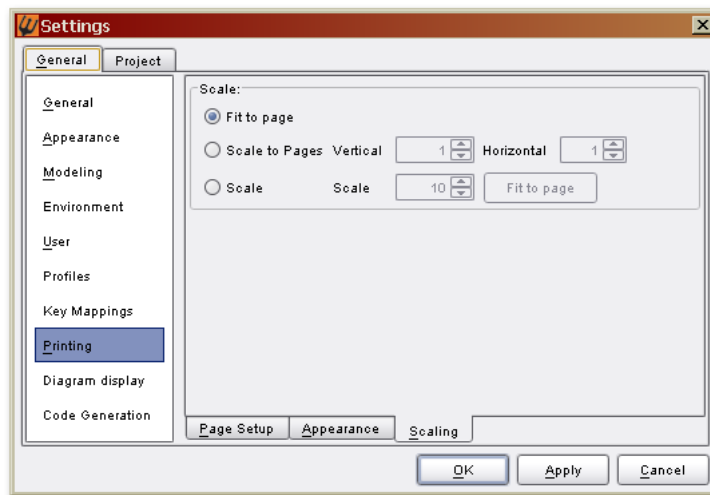 Settings
General Project
General
Appearance
Modeling
Environment
User
Profiles
Key Mappings
Printing
Diagram display
Code Generation
Scale:
Fit to page
Scale to Pages Vertical 1 Horizontal 1
Scale Scale 10 Fit to page
Page Setup Appearance Scaling
OK Apply Cancel